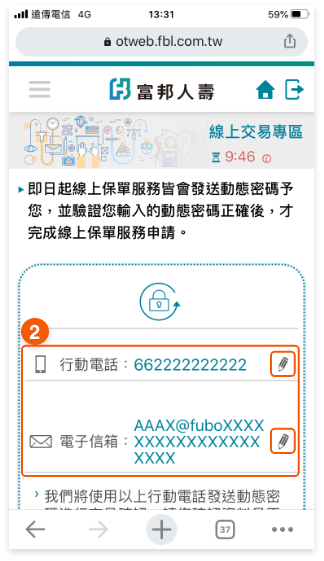 遠傳電信 4G 13:31 59%
otweb.fbl.com.tw
富邦人壽
線上交易專區
9:46
即日起線上保單服務皆會發送動態密碼予
您，並驗證您輸入的動態密碼正確後，才
完成線上保單服務申請。
2
行動電話：662222222222
電子信箱：AAAX@fuboXXXX
XXXXXXXXXXXXX
XXXX
我們將使用以上行動電話發送動態密
37